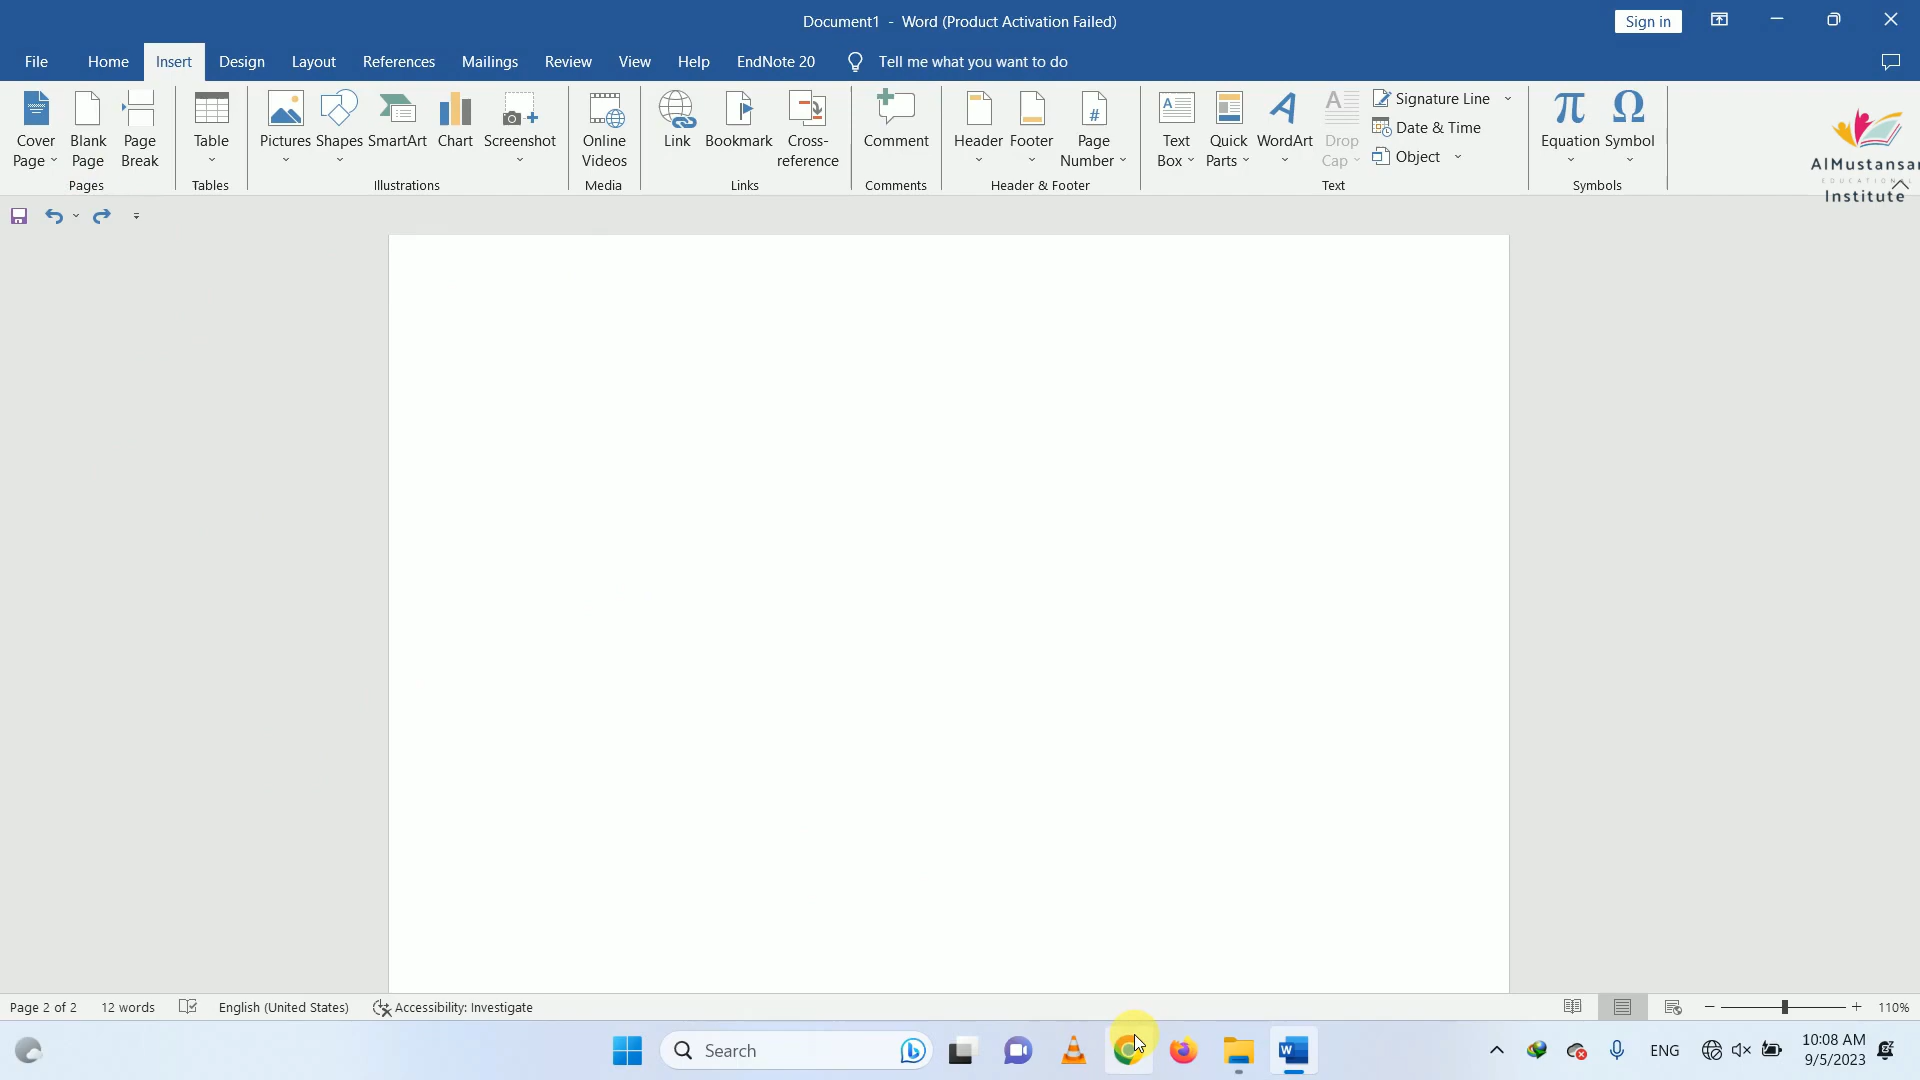 Document1 - Word (Product Activation Failed)
Sign in
File Home Insert Design Layout References Mailings Review View Help EndNote 20 Tell me what you want to do
Cover Page
Blank Page
Page Break
Pages
Table
Tables
Pictures
Shapes
SmartArt
Chart
Screenshot
Illustrations
Online Videos
Media
Link
Bookmark
Cross-reference
Links
Comment
Comments
Header
Footer
Page Number
Header & Footer
Text Box
Quick Parts
WordArt
Drop Cap
Signature Line
Date & Time
Object
Text
Equation
Symbol
Symbols
AlMustansa
EDUCATIONAL
Institute
Page 2 of 2 12 words English (United States) Accessibility: Investigate 110%
Search
ENG
10:08 AM
9/5/2023